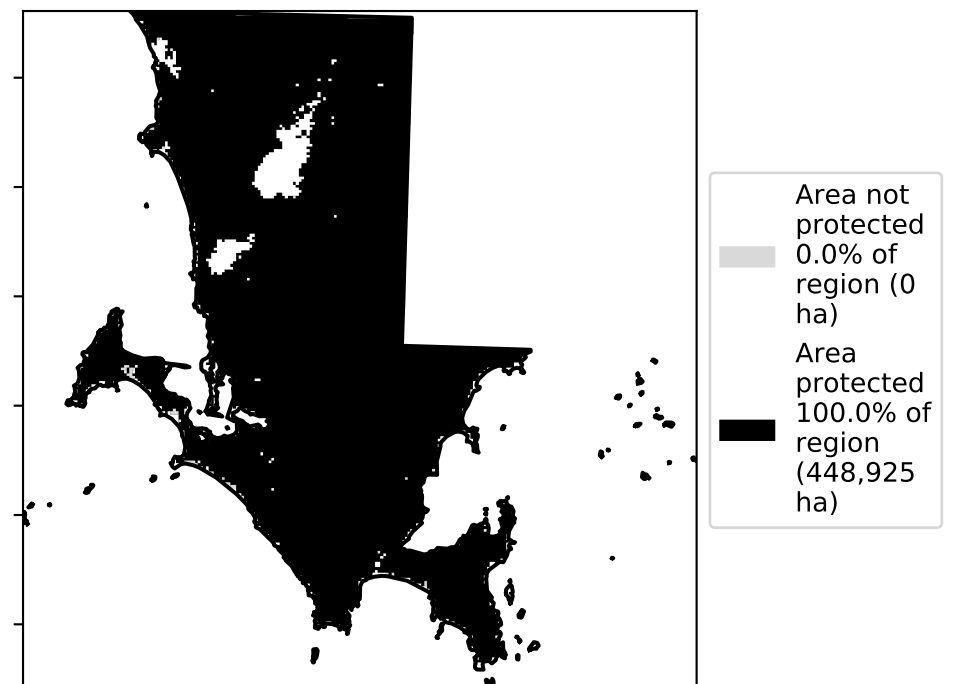 Area not
protected
0.0% of
region (0
ha)
Area
protected
100.0% of
region
(448,925
ha)